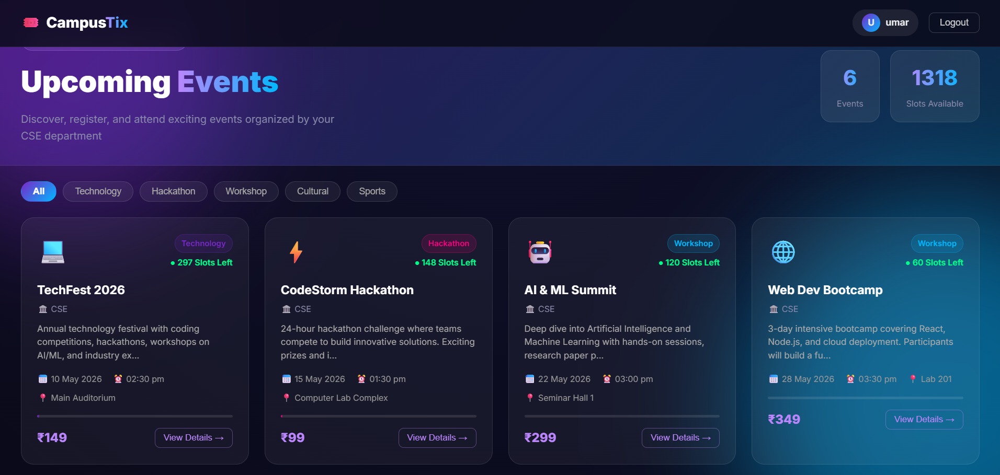 CampusTix
U umar
Logout
Upcoming Events
Discover, register, and attend exciting events organized by your
CSE department
6
Events
1318
Slots Available
All
Technology
Hackathon
Workshop
Cultural
Sports
Technology
● 297 Slots Left
TechFest 2026
CSE
Annual technology festival with coding
competitions, hackathons, workshops on
AI/ML, and industry ex...
10 May 2026
02:30 pm
Main Auditorium
₹149
View Details →
Hackathon
● 148 Slots Left
CodeStorm Hackathon
CSE
24-hour hackathon challenge where teams
compete to build innovative solutions. Exciting
prizes and i...
15 May 2026
01:30 pm
Computer Lab Complex
₹99
View Details →
Workshop
● 120 Slots Left
AI & ML Summit
CSE
Deep dive into Artificial Intelligence and
Machine Learning with hands-on sessions,
research paper p...
22 May 2026
03:00 pm
Seminar Hall 1
₹299
View Details →
Workshop
● 60 Slots Left
Web Dev Bootcamp
CSE
3-day intensive bootcamp covering React,
Node.js, and cloud deployment. Participants
will build a fu...
28 May 2026
03:30 pm
Lab 201
₹349
View Details →